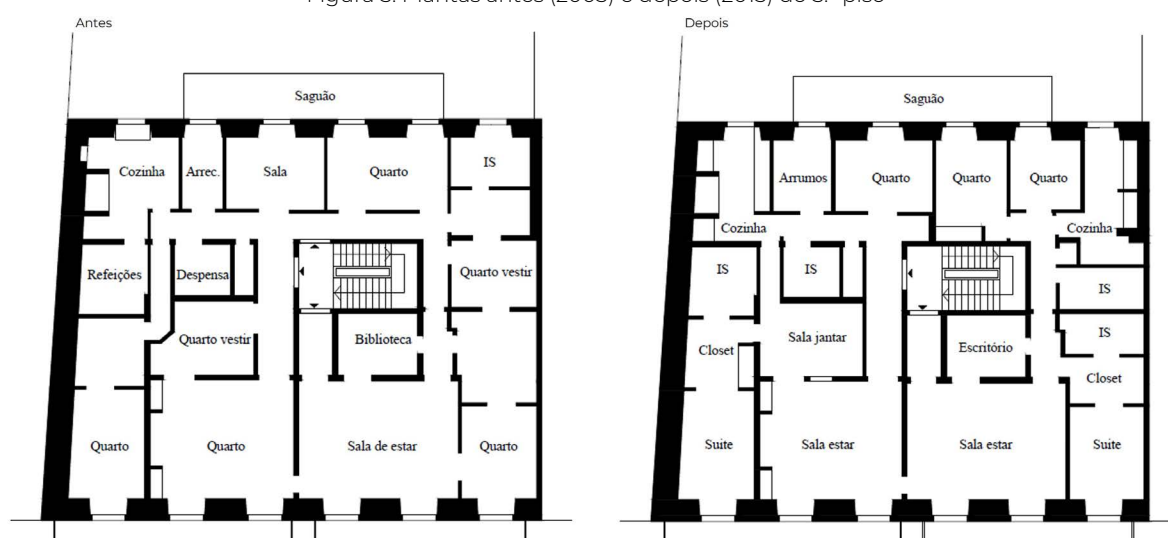 Antes
Depois
Saguão
Cozinha
Arrec.
Sala
Quarto
IS
Refeições
Despensa
Quarto vestir
Quarto vestir
Biblioteca
Quarto
Quarto
Sala de estar
Quarto
Saguão
Arrumos
Quarto
Quarto
Quarto
Cozinha
Cozinha
IS
IS
IS
Sala jantar
Escritório
IS
Closet
Closet
Suite
Sala estar
Sala estar
Suite